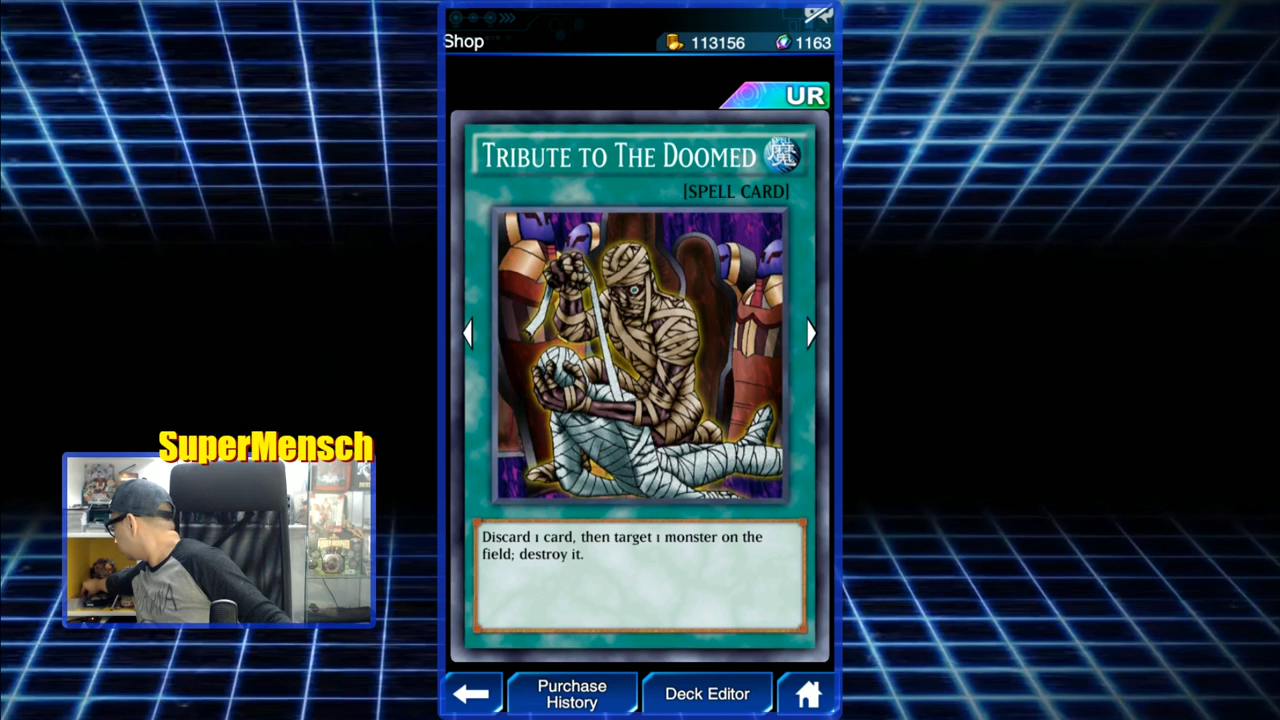 Shop
113156
1163
UR
TRIBUTE TO THE DOOMED
SPELL
魔
[SPELL CARD]
Discard 1 card, then target 1 monster on the
field; destroy it.
SuperMensch
Purchase
History
Deck Editor